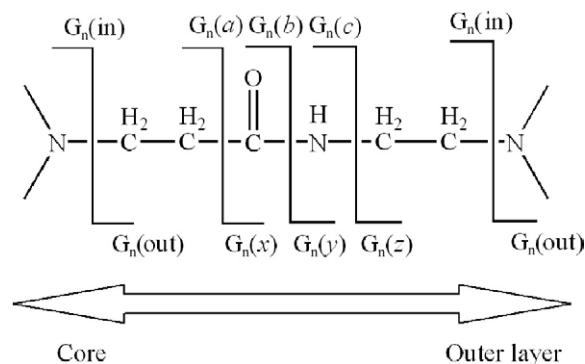 Gₙ(in) Gₙ(a) Gₙ(b) Gₙ(c) Gₙ(in)
O
H₂ H₂ H H₂ H₂
N C C C N C C N
Gₙ(out) Gₙ(x) Gₙ(y) Gₙ(z) Gₙ(out)
Core Outer layer